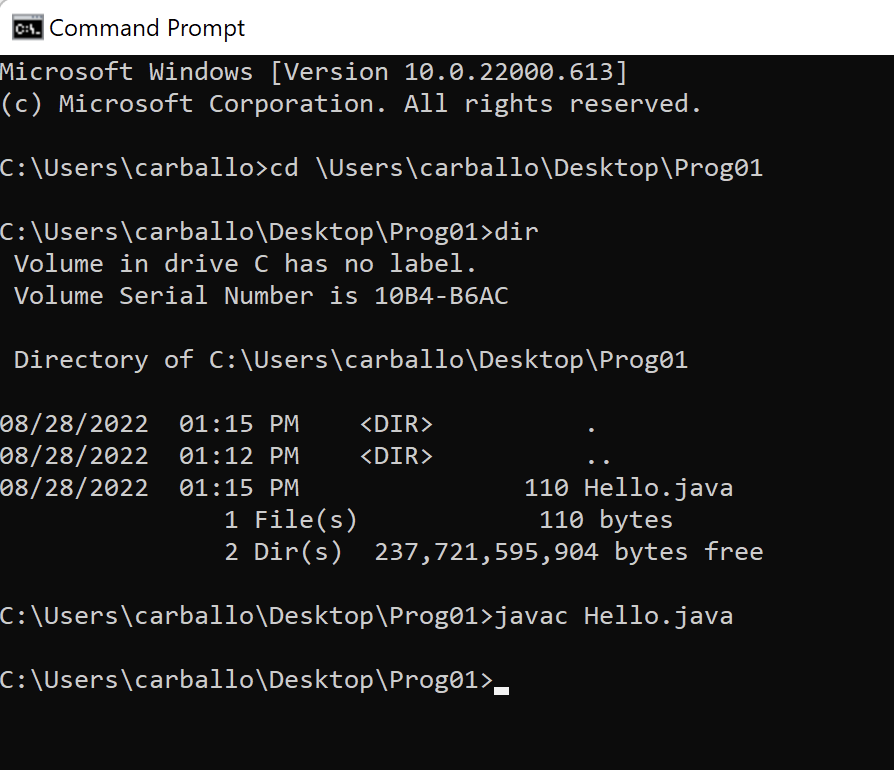 Command Prompt
Microsoft Windows [Version 10.0.22000.613]
(c) Microsoft Corporation. All rights reserved.
C:\Users\carballo>cd \Users\carballo\Desktop\Prog01
C:\Users\carballo\Desktop\Prog01>dir
 Volume in drive C has no label.
 Volume Serial Number is 10B4-B6AC
 Directory of C:\Users\carballo\Desktop\Prog01
08/28/2022  01:15 PM    <DIR>          .
08/28/2022  01:12 PM    <DIR>          ..
08/28/2022  01:15 PM               110 Hello.java
               1 File(s)            110 bytes
               2 Dir(s)  237,721,595,904 bytes free
C:\Users\carballo\Desktop\Prog01>javac Hello.java
C:\Users\carballo\Desktop\Prog01>